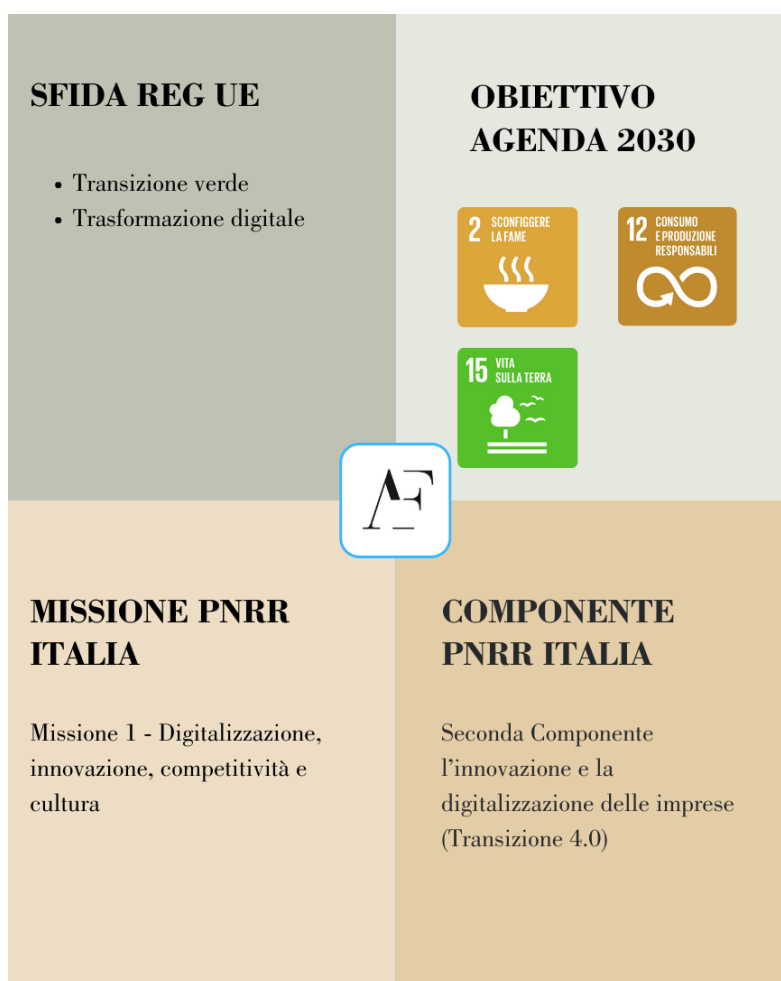 SFIDA REG UE
• Transizione verde
• Trasformazione digitale
OBIETTIVO
AGENDA 2030
2 SCONFIGGERE
LA FAME
12 CONSUMO
E PRODUZIONE
RESPONSABILI
15 VITA
SULLA TERRA
AF
MISSIONE PNRR
ITALIA
Missione 1 - Digitalizzazione,
innovazione, competitività e
cultura
COMPONENTE
PNRR ITALIA
Seconda Componente
l’innovazione e la
digitalizzazione delle imprese
(Transizione 4.0)